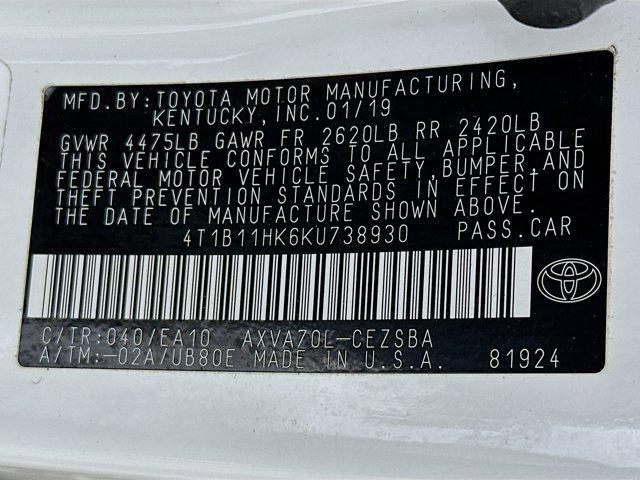 MFD. BY: TOYOTA MOTOR MANUFACTURING,
KENTUCKY, INC. 01/19
GVWR 4475LB GAWR FR 2620LB RR 2420LB
THIS VEHICLE CONFORMS TO ALL APPLICABLE
FEDERAL MOTOR VEHICLE SAFETY, BUMPER, AND
THEFT PREVENTION STANDARDS IN EFFECT ON
THE DATE OF MANUFACTURE SHOWN ABOVE.
4T1B11HK6KU738930 PASS. CAR
C/TR: 040/EA10 AXVA70L-CEZSBA
A/TM: -02A/UB80E MADE IN U.S.A. 81924